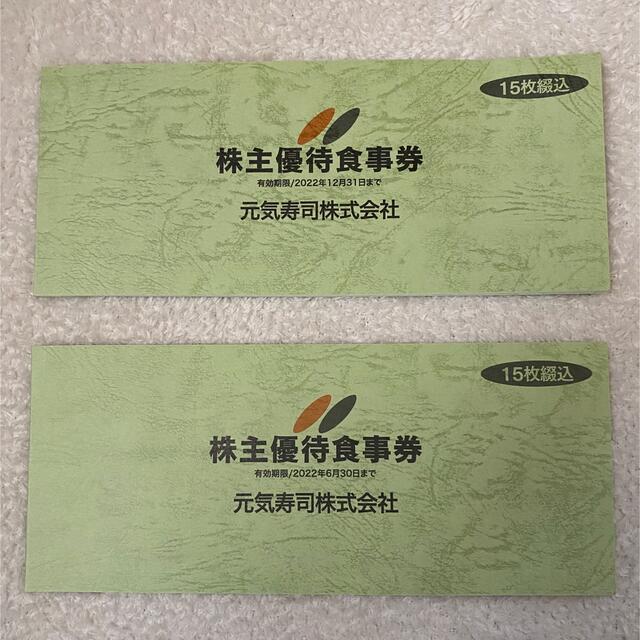 15枚綴込
株主優待食事券
有効期限/2022年12月31日まで
元気寿司株式会社
15枚綴込
株主優待食事券
有効期限/2022年6月30日まで
元気寿司株式会社